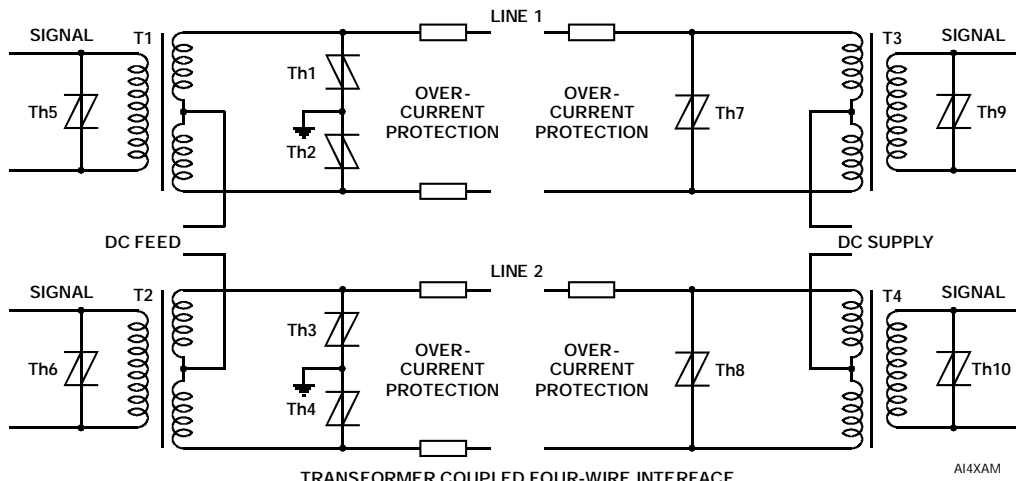 LINE 1
SIGNAL
T1
T3
SIGNAL
Th1
OVER-
CURRENT
PROTECTION
OVER-
CURRENT
PROTECTION
Th5
Th7
Th9
Th2
DC FEED
DC SUPPLY
LINE 2
SIGNAL
T2
T4
SIGNAL
Th3
OVER-
CURRENT
PROTECTION
OVER-
CURRENT
PROTECTION
Th6
Th8
Th10
Th4
TRANSFORMER COUPLED FOUR-WIRE INTERFACE
AI4XAM